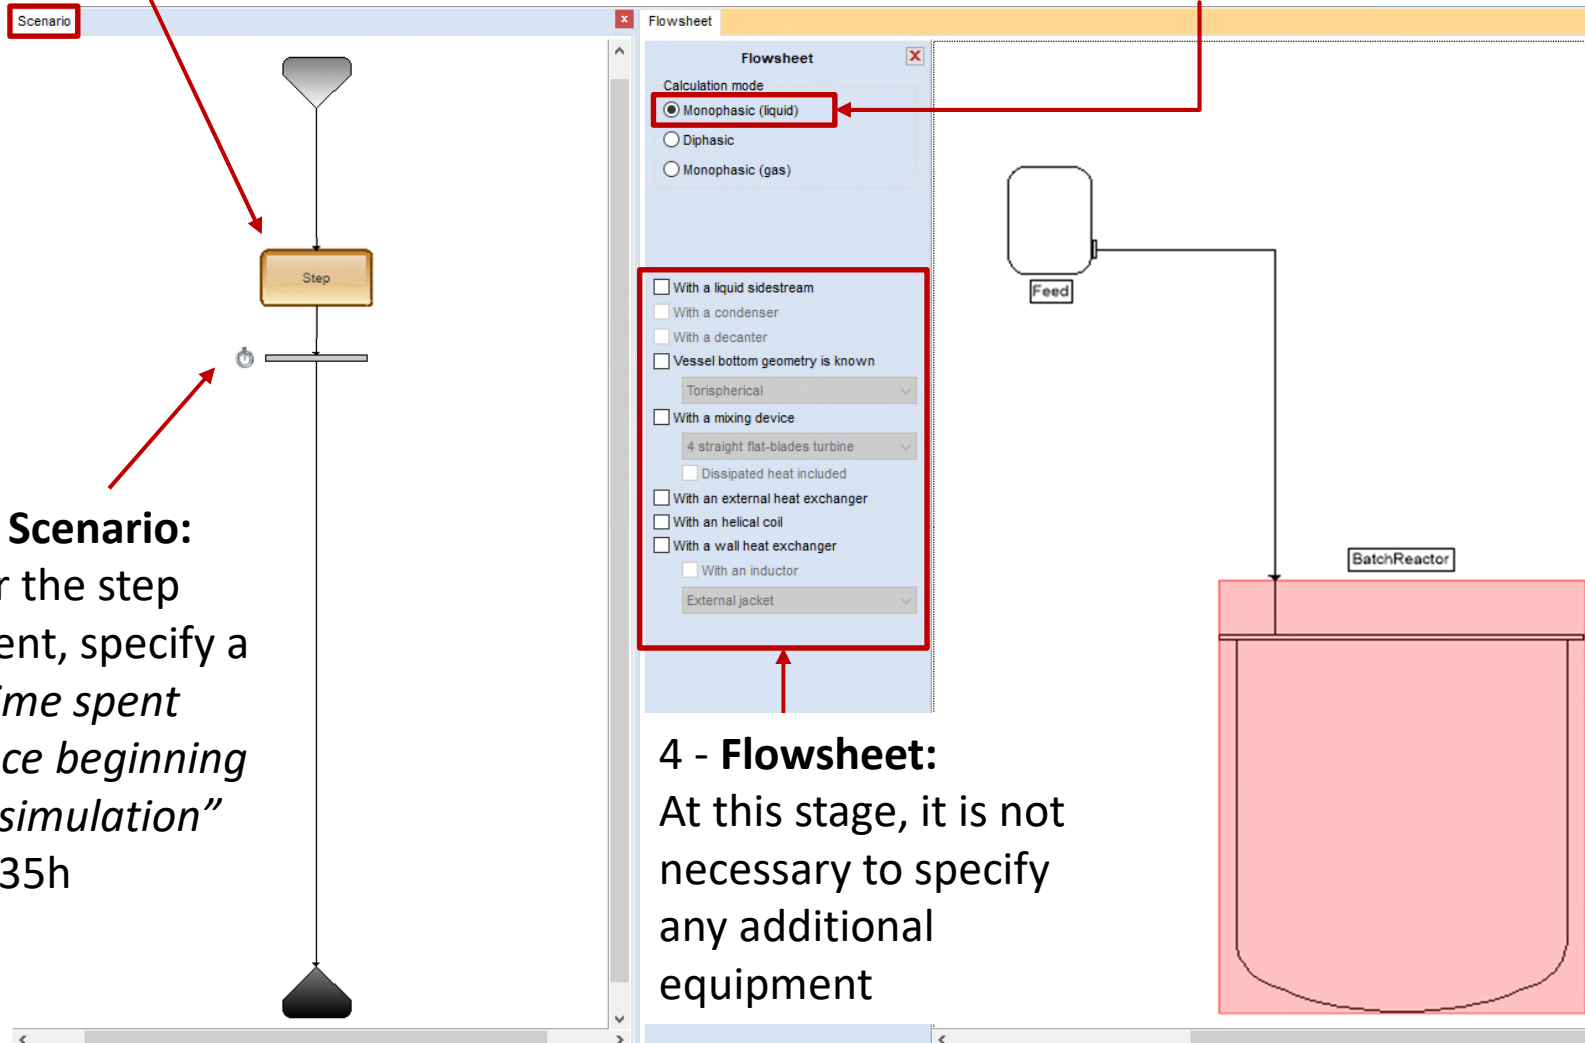 Scenario
Step
Scenario:
r the step
ent, specify a
ime spent
ce beginning
simulation”
35h
Flowsheet
Flowsheet
Calculation mode
Monophasic (liquid)
Diphasic
Monophasic (gas)
With a liquid sidestream
With a condenser
With a decanter
Vessel bottom geometry is known
Torispherical
With a mixing device
4 straight flat-blades turbine
Dissipated heat included
With an external heat exchanger
With an helical coil
With a wall heat exchanger
With an inductor
External jacket
4 - Flowsheet:
At this stage, it is not
necessary to specify
any additional
equipment
Feed
BatchReactor